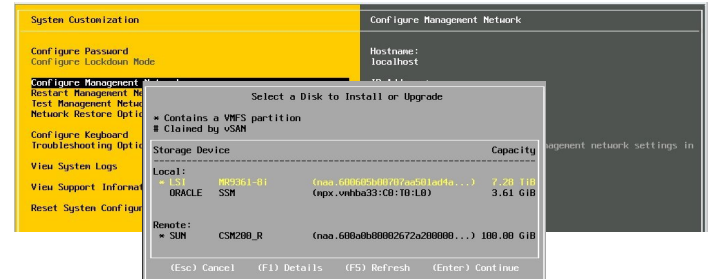 System Customization
Configure Management Network
Configure Password
Configure Lockdown Mode
Hostname:
localhost
Configure Management
Restart Management Ne
Test Management Netwo
Network Restore Optio
Configure Keyboard
Troubleshooting Optio
View System Logs
View Support Informat
Reset System Configur
nagement network settings in
Select a Disk to Install or Upgrade
* Contains a VMFS partition
# Claimed by vSAN
Storage Device Capacity
Local:
* LSI MR9361-8i (naa.600605b00707aa501ad4a...) 7.28 TiB
ORACLE SSM (mpx.vmhba33:C0:T0:L0) 3.61 GiB
Remote:
* SUN CSM200_R (naa.600a0b80002672a200000...) 100.00 GiB
(Esc) Cancel (F1) Details (F5) Refresh (Enter) Continue